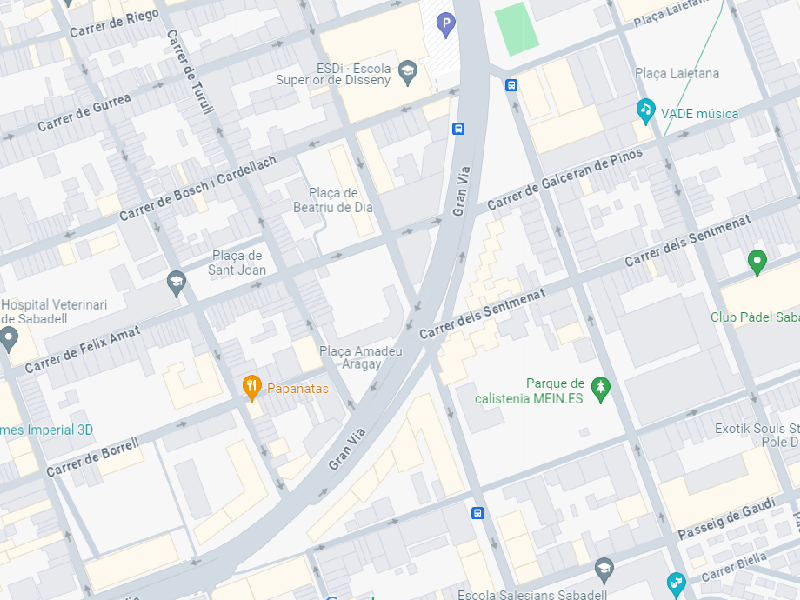 Carrer de Riego
Plaça Laietana
P
Carrer de Turull
ESDi - Escola
Superior de Disseny
Plaça Laietana
Carrer de Gurrea
VADE música
Carrer de Galceran de Pinós
Carrer de Bosch i Cardellach
Gran Via
Plaça de
Beatriu de Dia
Carrer dels Sentmenat
Plaça de
Sant Joan
Hospital Veterinari
de Sabadell
Carrer dels Sentmenat
Club Pàdel Saba
Carrer de Fèlix Amat
Plaça Amadeu
Aragay
Papanatas
Parque de
calistenia MEIN.ES
mes Imperial 3D
Exotik Souls St
Pole D
Gran Via
Carrer de Borrell
Passeig de Gaudí
Carrer Biella
Escola Salesians Sabadell